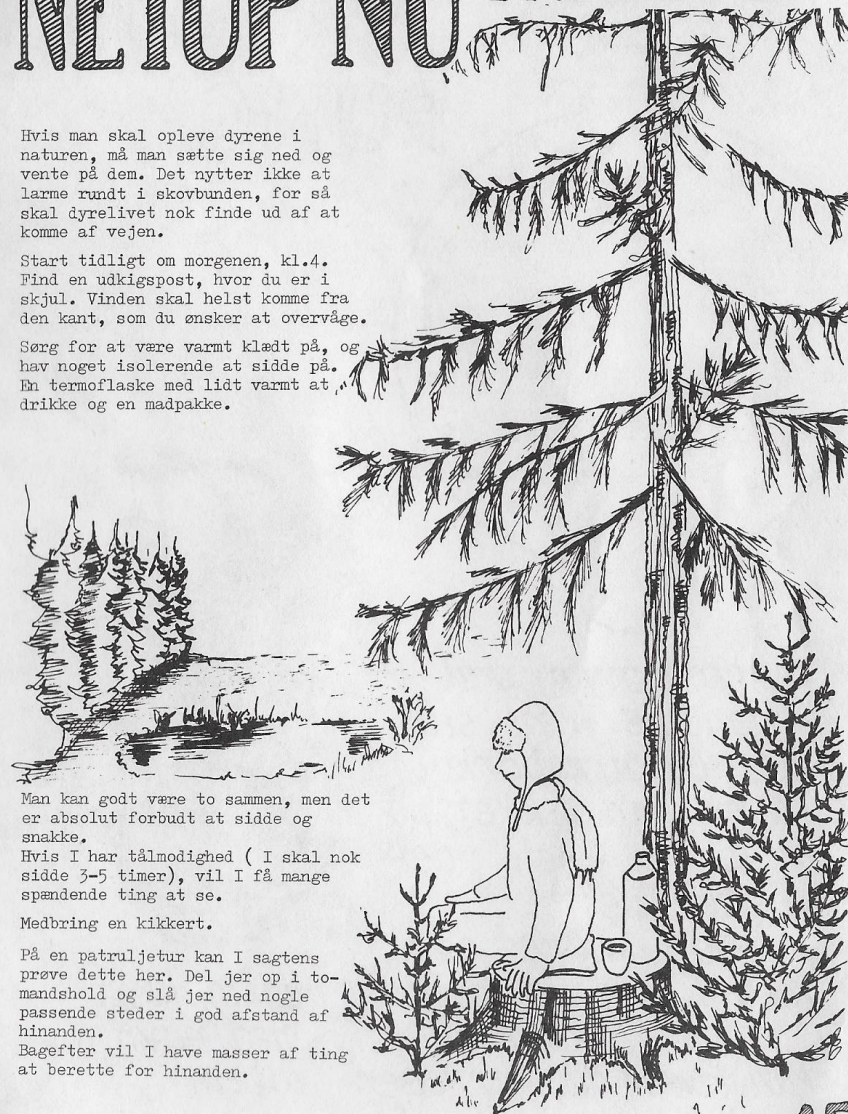 NETOP NU
Hvis man skal opleve dyrene i
naturen, må man sætte sig ned og
vente på dem. Det nytter ikke at
larme rundt i skovbunden, for så
skal dyrelivet nok finde ud af at
komme af vejen.
Start tidligt om morgenen, kl.4.
Find en udkigspost, hvor du er i
skjul. Vinden skal helst komme fra
den kant, som du ønsker at overvåge.
Sørg for at være varmt klædt på, og
hav noget isolerende at sidde på.
En termoflaske med lidt varmt at
drikke og en madpakke.
Man kan godt være to sammen, men det
er absolut forbudt at sidde og
snakke.
Hvis I har tålmodighed ( I skal nok
sidde 3-5 timer), vil I få mange
spændende ting at se.
Medbring en kikkert.
På en patruljetur kan I sagtens
prøve dette her. Del jer op i to-
mandshold og slå jer ned nogle
passende steder i god afstand af
hinanden.
Bagefter vil I have masser af ting
at berette for hinanden.